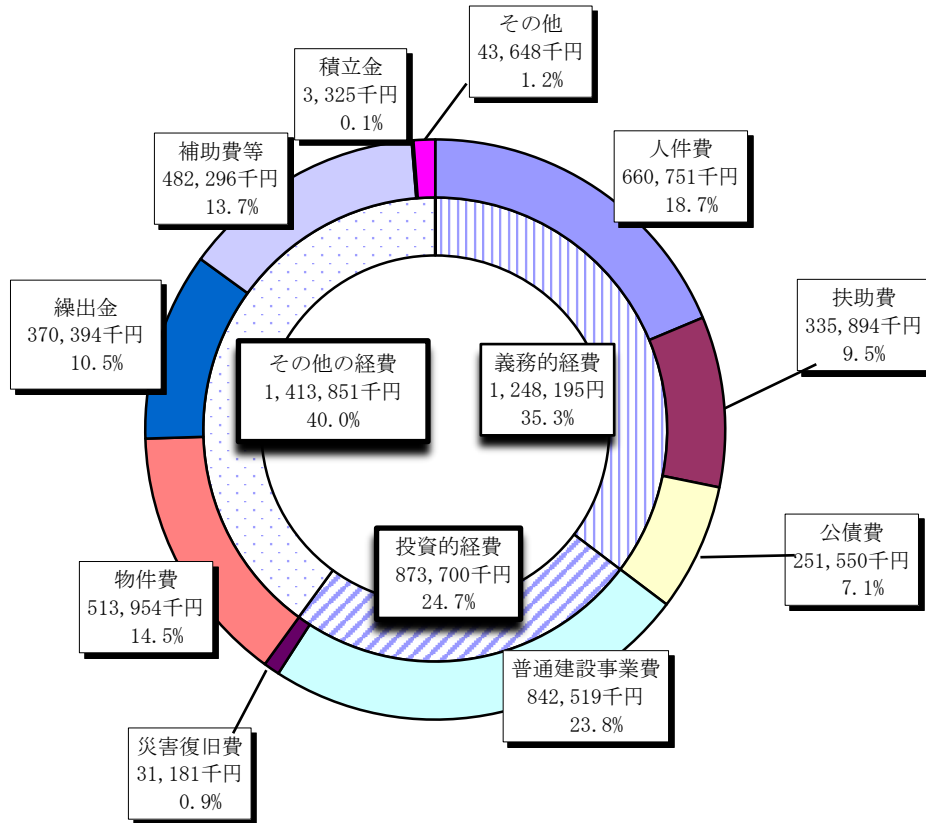 その他
43,648千円
1.2%
積立金
3,325千円
0.1%
補助費等
482,296千円
13.7%
人件費
660,751千円
18.7%
繰出金
370,394千円
10.5%
扶助費
335,894千円
9.5%
その他の経費
1,413,851千円
40.0%
義務的経費
1,248,195円
35.3%
投資的経費
873,700千円
24.7%
公債費
251,550千円
7.1%
物件費
513,954千円
14.5%
普通建設事業費
842,519千円
23.8%
災害復旧費
31,181千円
0.9%